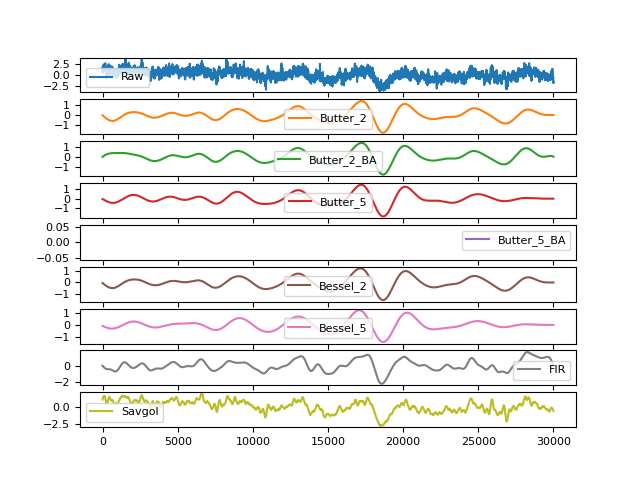 2.5
0.0
−2.5
Raw
1
0
−1
Butter_2
1
0
−1
Butter_2_BA
1
0
−1
Butter_5
0.05
0.00
−0.05
Butter_5_BA
1
0
−1
Bessel_2
1
0
−1
Bessel_5
0
−2
FIR
0.0
−2.5
Savgol
0 5000 10000 15000 20000 25000 30000